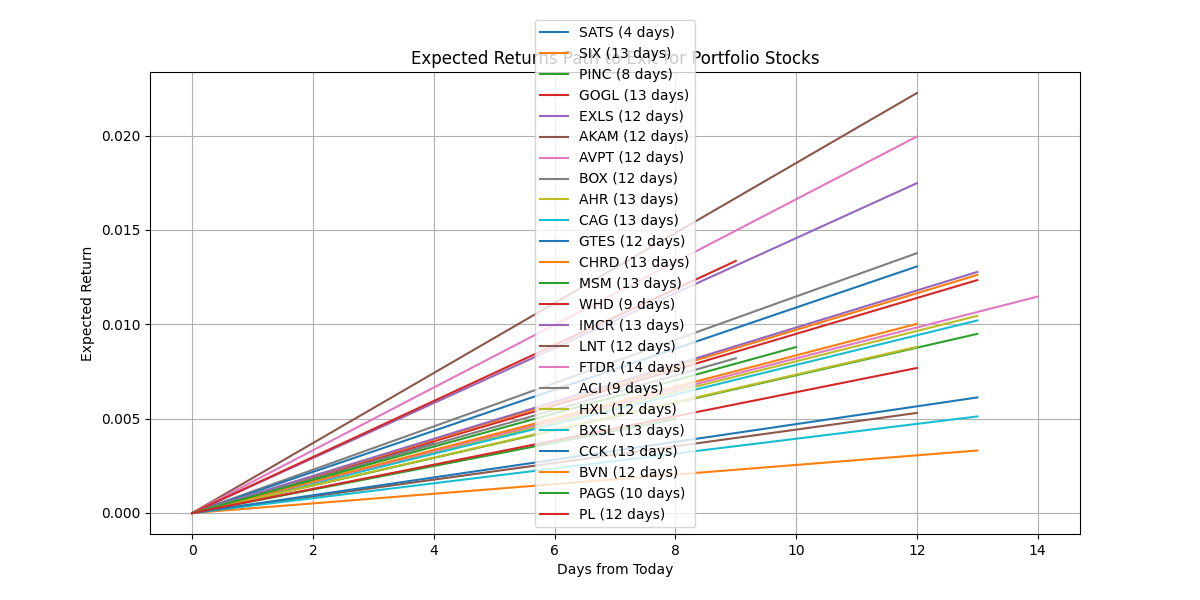 Expected Returns Path to Exit for Portfolio Stocks
SATS (4 days)
SIX (13 days)
PINC (8 days)
GOGL (13 days)
EXLS (12 days)
AKAM (12 days)
AVPT (12 days)
BOX (12 days)
AHR (13 days)
CAG (13 days)
GTES (12 days)
CHRD (13 days)
MSM (13 days)
WHD (9 days)
IMCR (13 days)
LNT (12 days)
FTDR (14 days)
ACI (9 days)
HXL (12 days)
BXSL (13 days)
CCK (13 days)
BVN (12 days)
PAGS (10 days)
PL (12 days)
Expected Return
0.020
0.015
0.010
0.005
0.000
0 2 4 6 8 10 12 14
Days from Today